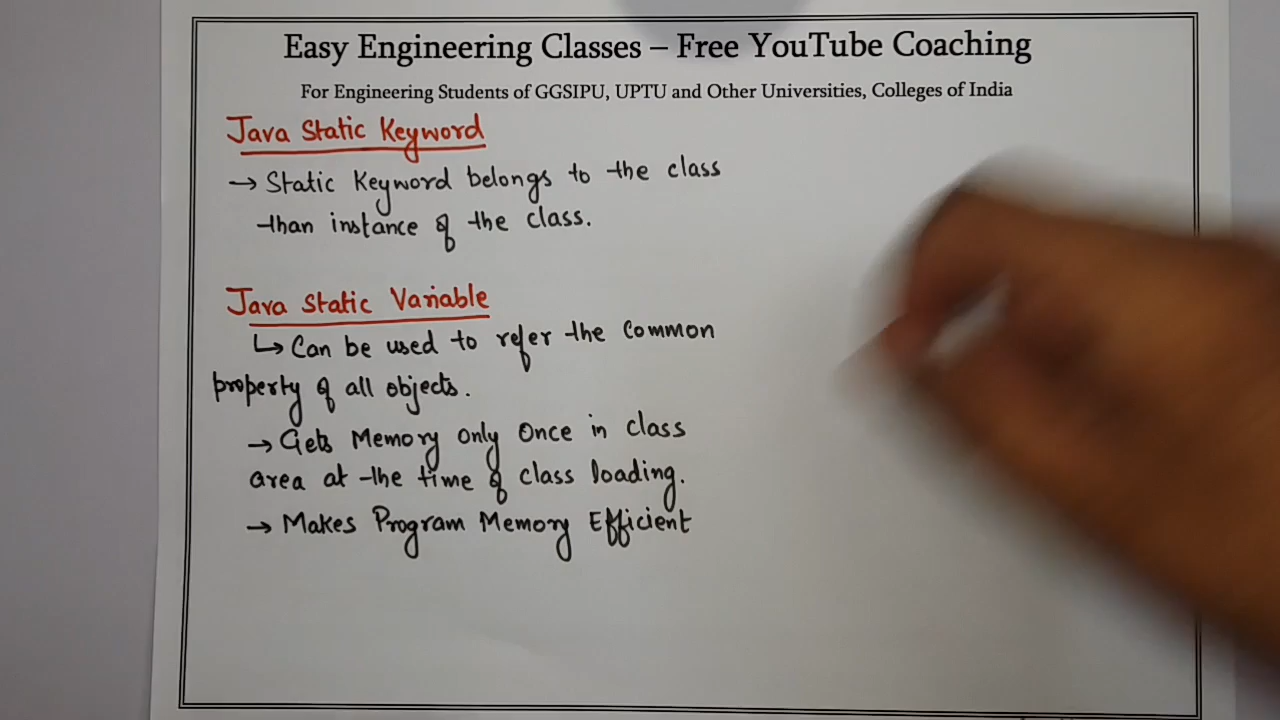 Easy Engineering Classes – Free YouTube Coaching
For Engineering Students of GGSIPU, UPTU and Other Universities, Colleges of India
Java Static Keyword
→ Static Keyword belongs to the class
than instance of the class.
Java Static Variable
↳ Can be used to refer the Common
property of all objects.
→ Gets Memory Only Once in class
area at the time of class loading.
→ Makes Program Memory Efficient